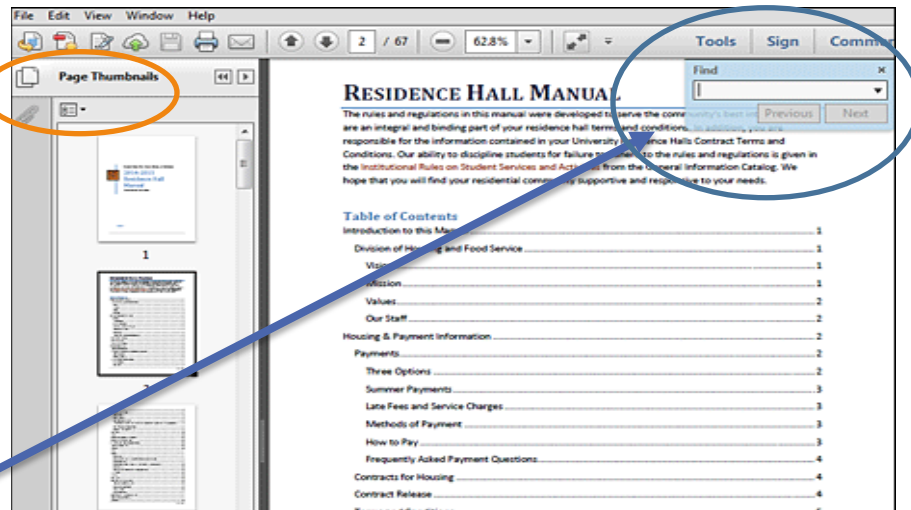 File Edit View Window Help
2 / 67 62.8% Tools Sign Commen
Page Thumbnails
Find
Previous Next
1
RESIDENCE HALL MANUAL
The rules and regulations in this manual were developed to serve the community's best
are an integral and binding part of your residence hall terms and conditions. In addition, you are
responsible for the information contained in your University Residence Halls Contract Terms and
Conditions. Our ability to discipline students for failure to adhere to the rules and regulations is given in
the Institutional Rules on Student Services and Activities from the General Information Catalog. We
hope that you will find your residential community supportive and responsive to your needs.
Table of Contents
Introduction to this Manual 1
Division of Housing and Food Service 1
Vision 1
Mission 1
Values 2
Our Staff 2
Housing & Payment Information 2
Payments 2
Three Options 2
Summer Payments 3
Late Fees and Service Charges 3
Methods of Payment 3
How to Pay 3
Frequently Asked Payment Questions 4
Contracts for Housing 4
Contract Release 4